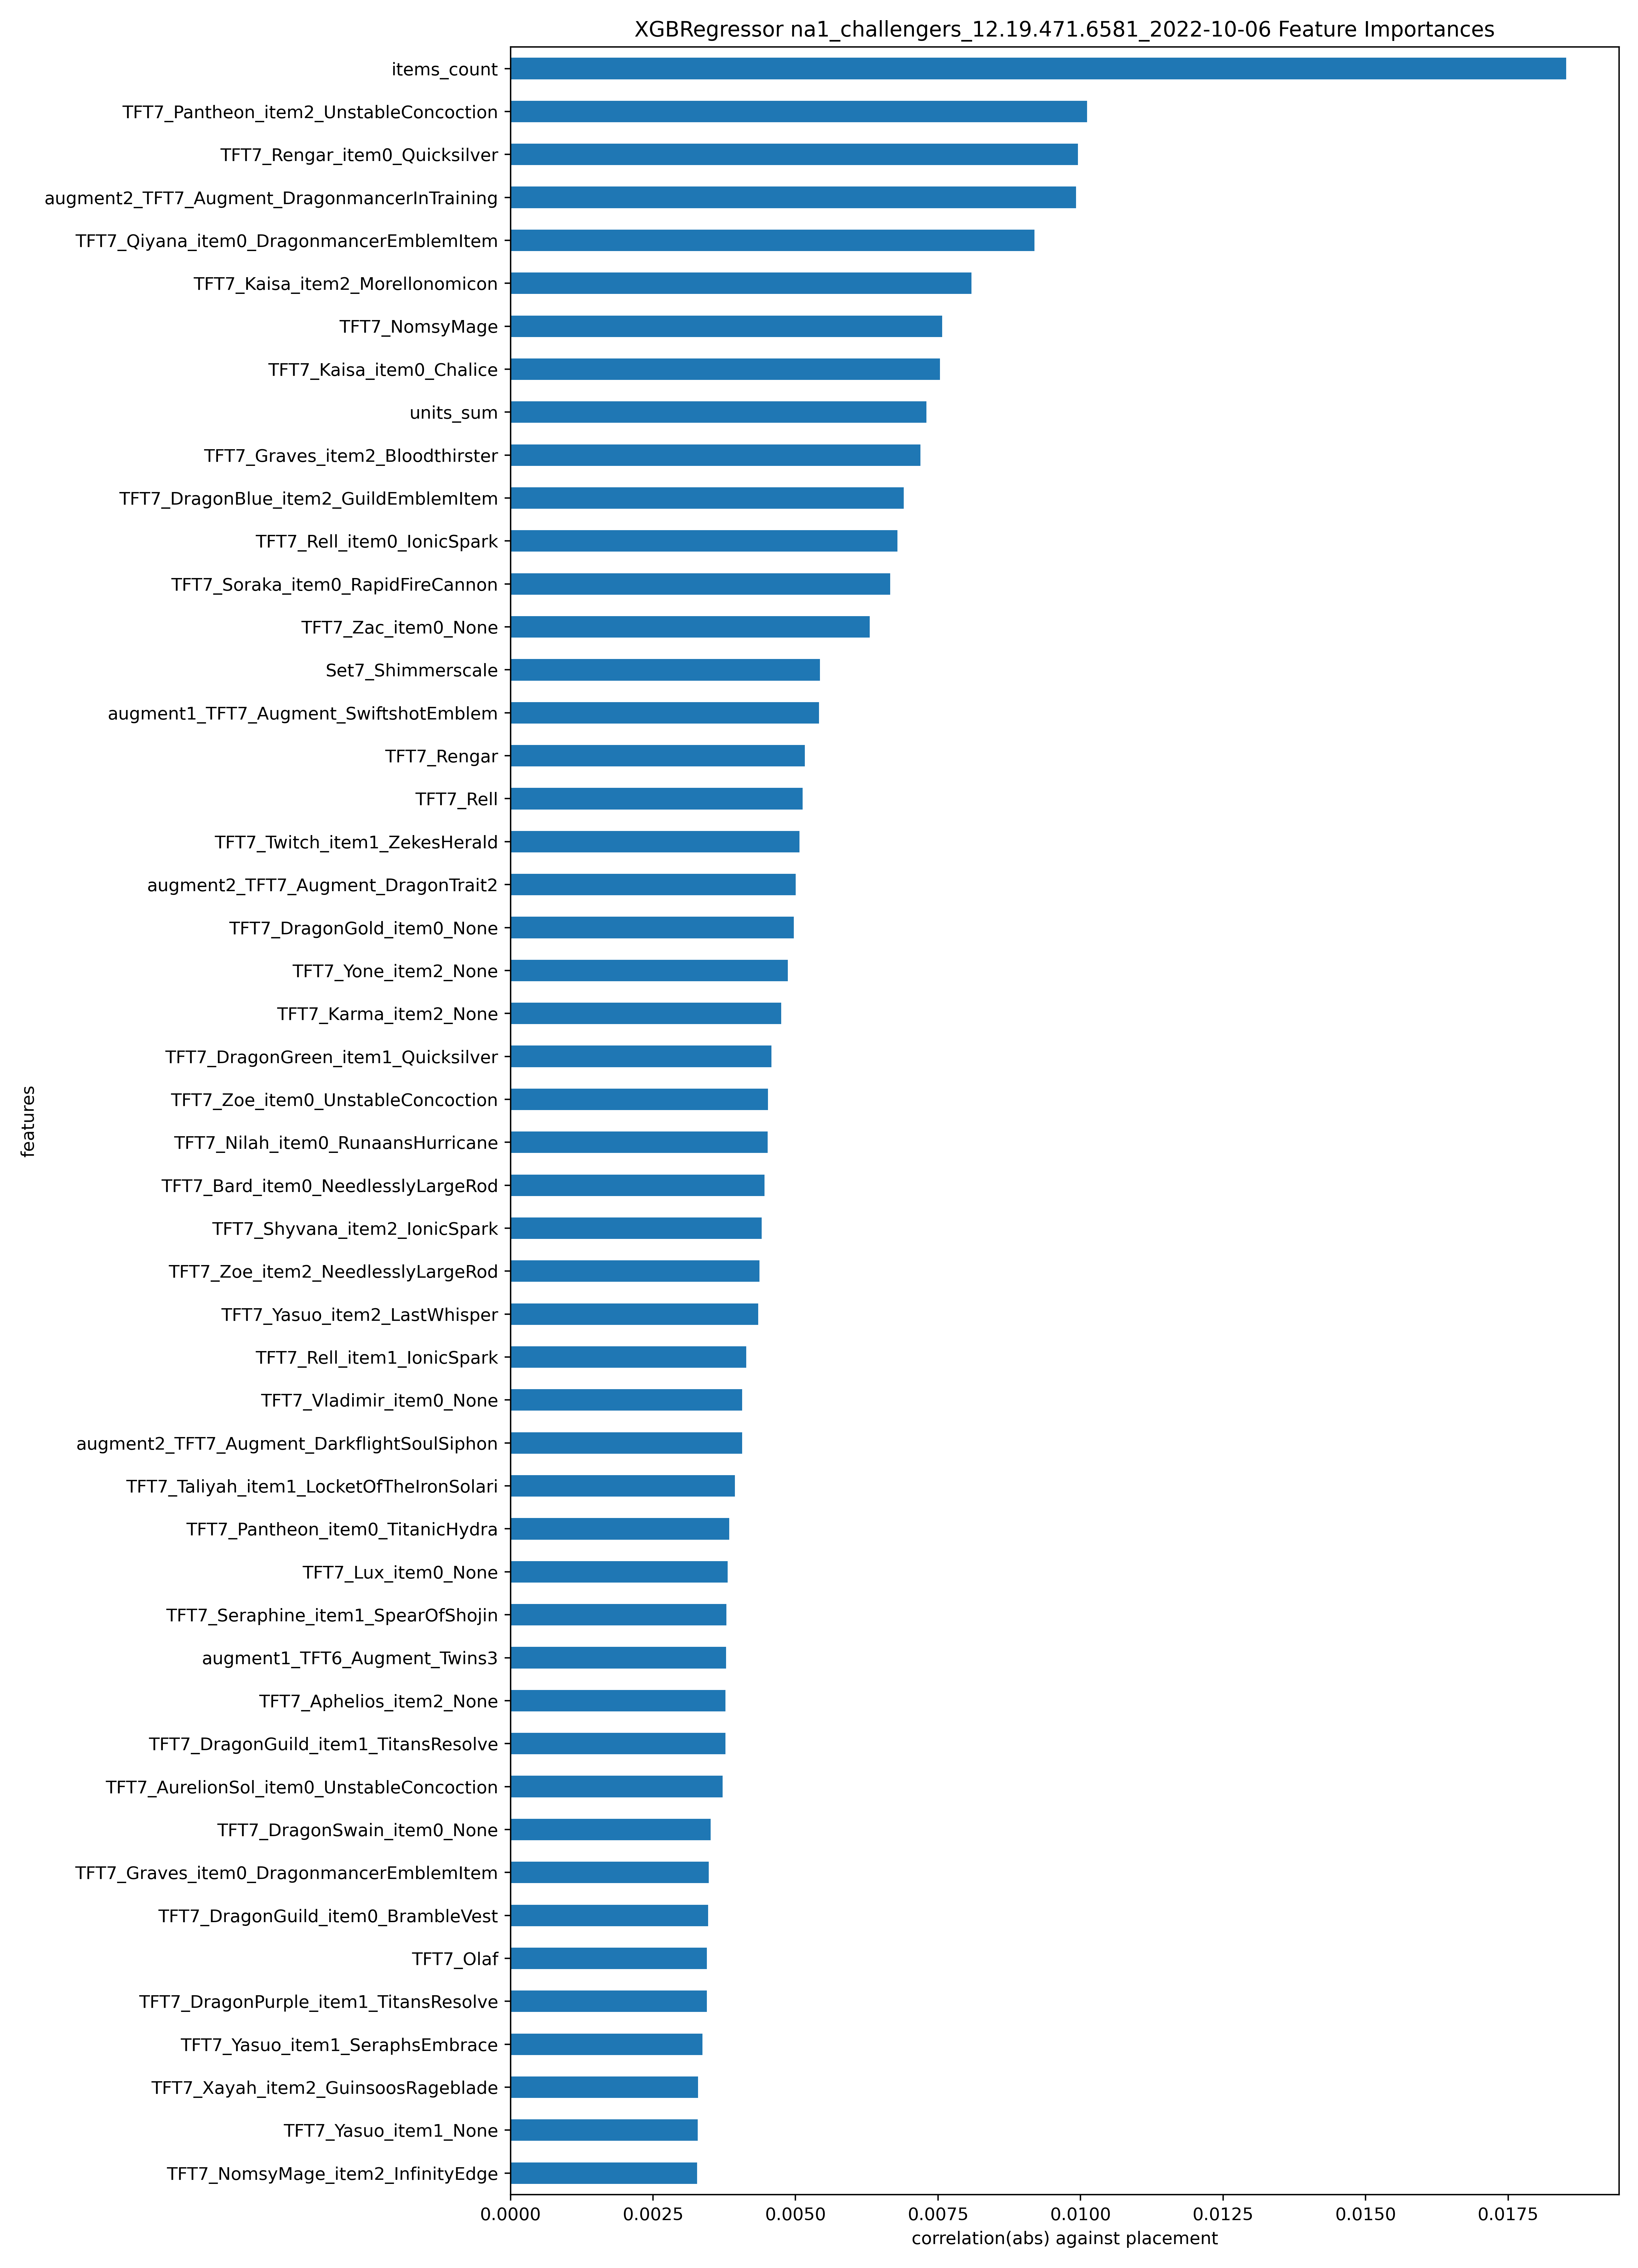 XGBRegressor na1_challengers_12.19.471.6581_2022-10-06 Feature Importances
items_count
TFT7_Pantheon_item2_UnstableConcoction
TFT7_Rengar_item0_Quicksilver
augment2_TFT7_Augment_DragonmancerInTraining
TFT7_Qiyana_item0_DragonmancerEmblemItem
TFT7_Kaisa_item2_Morellonomicon
TFT7_NomsyMage
TFT7_Kaisa_item0_Chalice
units_sum
TFT7_Graves_item2_Bloodthirster
TFT7_DragonBlue_item2_GuildEmblemItem
TFT7_Rell_item0_IonicSpark
TFT7_Soraka_item0_RapidFireCannon
TFT7_Zac_item0_None
Set7_Shimmerscale
augment1_TFT7_Augment_SwiftshotEmblem
TFT7_Rengar
TFT7_Rell
TFT7_Twitch_item1_ZekesHerald
augment2_TFT7_Augment_DragonTrait2
TFT7_DragonGold_item0_None
TFT7_Yone_item2_None
TFT7_Karma_item2_None
TFT7_DragonGreen_item1_Quicksilver
TFT7_Zoe_item0_UnstableConcoction
TFT7_Nilah_item0_RunaansHurricane
TFT7_Bard_item0_NeedlesslyLargeRod
TFT7_Shyvana_item2_IonicSpark
TFT7_Zoe_item2_NeedlesslyLargeRod
TFT7_Yasuo_item2_LastWhisper
TFT7_Rell_item1_IonicSpark
TFT7_Vladimir_item0_None
augment2_TFT7_Augment_DarkflightSoulSiphon
TFT7_Taliyah_item1_LocketOfTheIronSolari
TFT7_Pantheon_item0_TitanicHydra
TFT7_Lux_item0_None
TFT7_Seraphine_item1_SpearOfShojin
augment1_TFT6_Augment_Twins3
TFT7_Aphelios_item2_None
TFT7_DragonGuild_item1_TitansResolve
TFT7_AurelionSol_item0_UnstableConcoction
TFT7_DragonSwain_item0_None
TFT7_Graves_item0_DragonmancerEmblemItem
TFT7_DragonGuild_item0_BrambleVest
TFT7_Olaf
TFT7_DragonPurple_item1_TitansResolve
TFT7_Yasuo_item1_SeraphsEmbrace
TFT7_Xayah_item2_GuinsoosRageblade
TFT7_Yasuo_item1_None
TFT7_NomsyMage_item2_InfinityEdge
features
0.0000 0.0025 0.0050 0.0075 0.0100 0.0125 0.0150 0.0175
correlation(abs) against placement